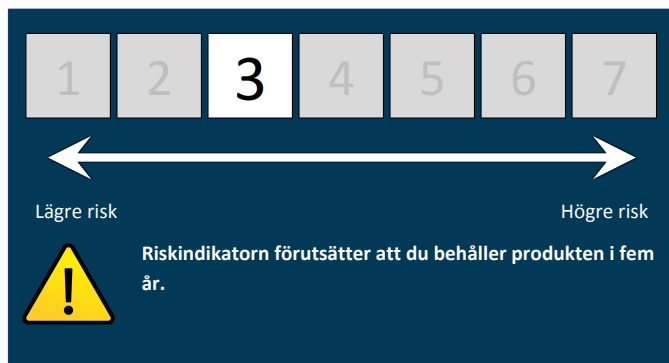 1 2 3 4 5 6 7
Lägre risk Högre risk
Riskindikatorn förutsätter att du behåller produkten i fem
år.